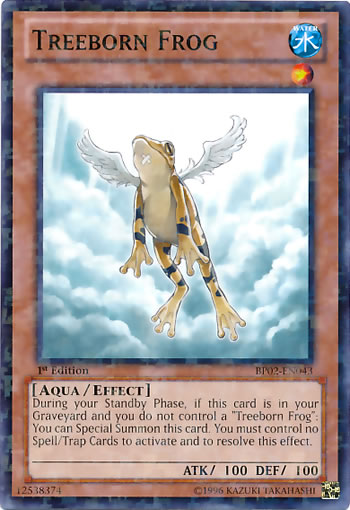 TREEBORN FROG
WATER
水
1st Edition
BP02-EN043
[AQUA / EFFECT]
During your Standby Phase, if this card is in your
Graveyard and you do not control a "Treeborn Frog":
You can Special Summon this card. You must control no
Spell/Trap Cards to activate and to resolve this effect.
ATK/ 100 DEF/ 100
12538374
©1996 KAZUKI TAKAHASHI